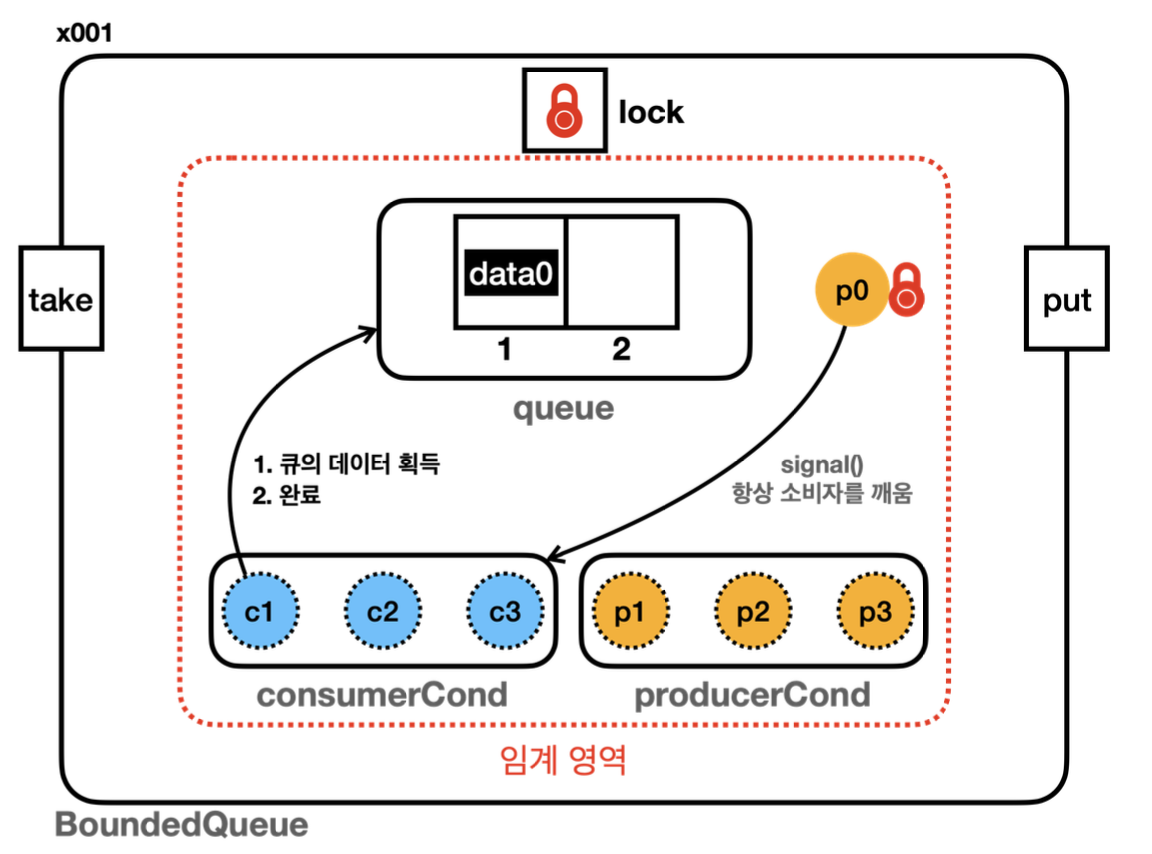 x001
lock
data0
1
2
queue
take
put
p0
1. 큐의 데이터 획득
2. 완료
signal()
항상 소비자를 깨움
c1
c2
c3
p1
p2
p3
consumerCond
producerCond
임계 영역
BoundedQueue